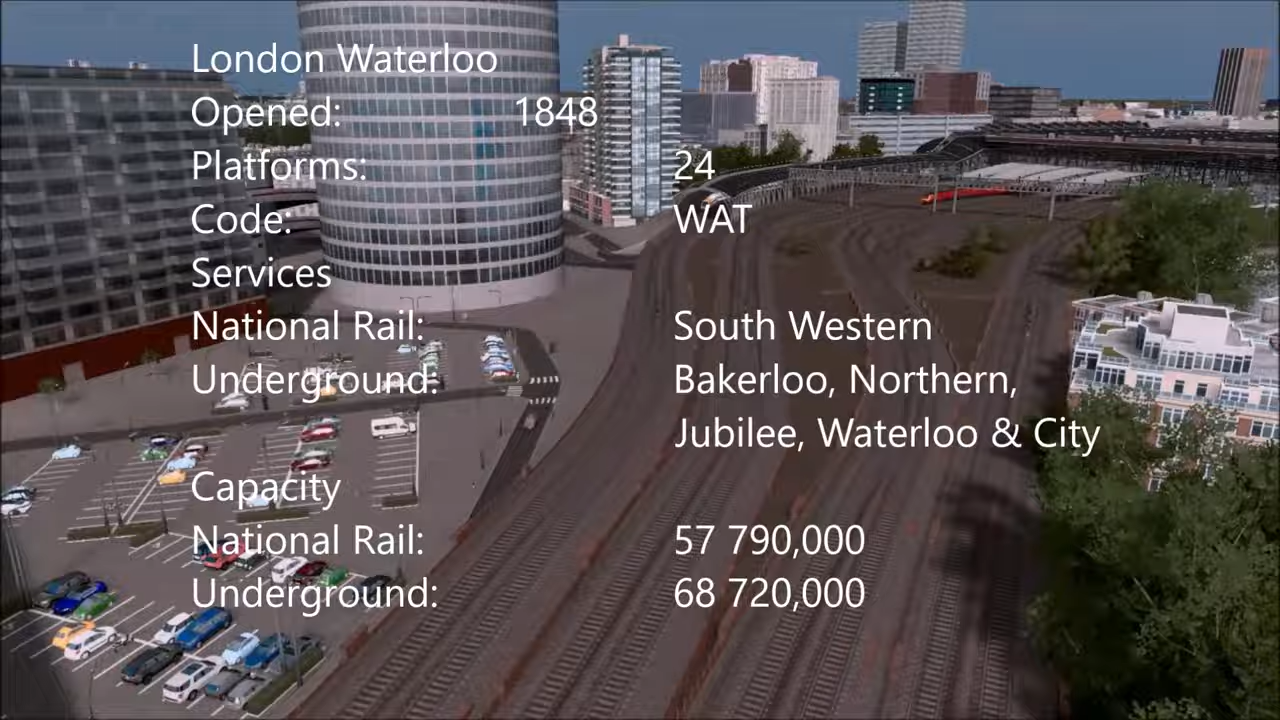 London Waterloo
Opened: 1848
Platforms: 24
Code: WAT
Services
National Rail: South Western
Underground: Bakerloo, Northern,
Jubilee, Waterloo & City
Capacity
National Rail: 57 790,000
Underground: 68 720,000